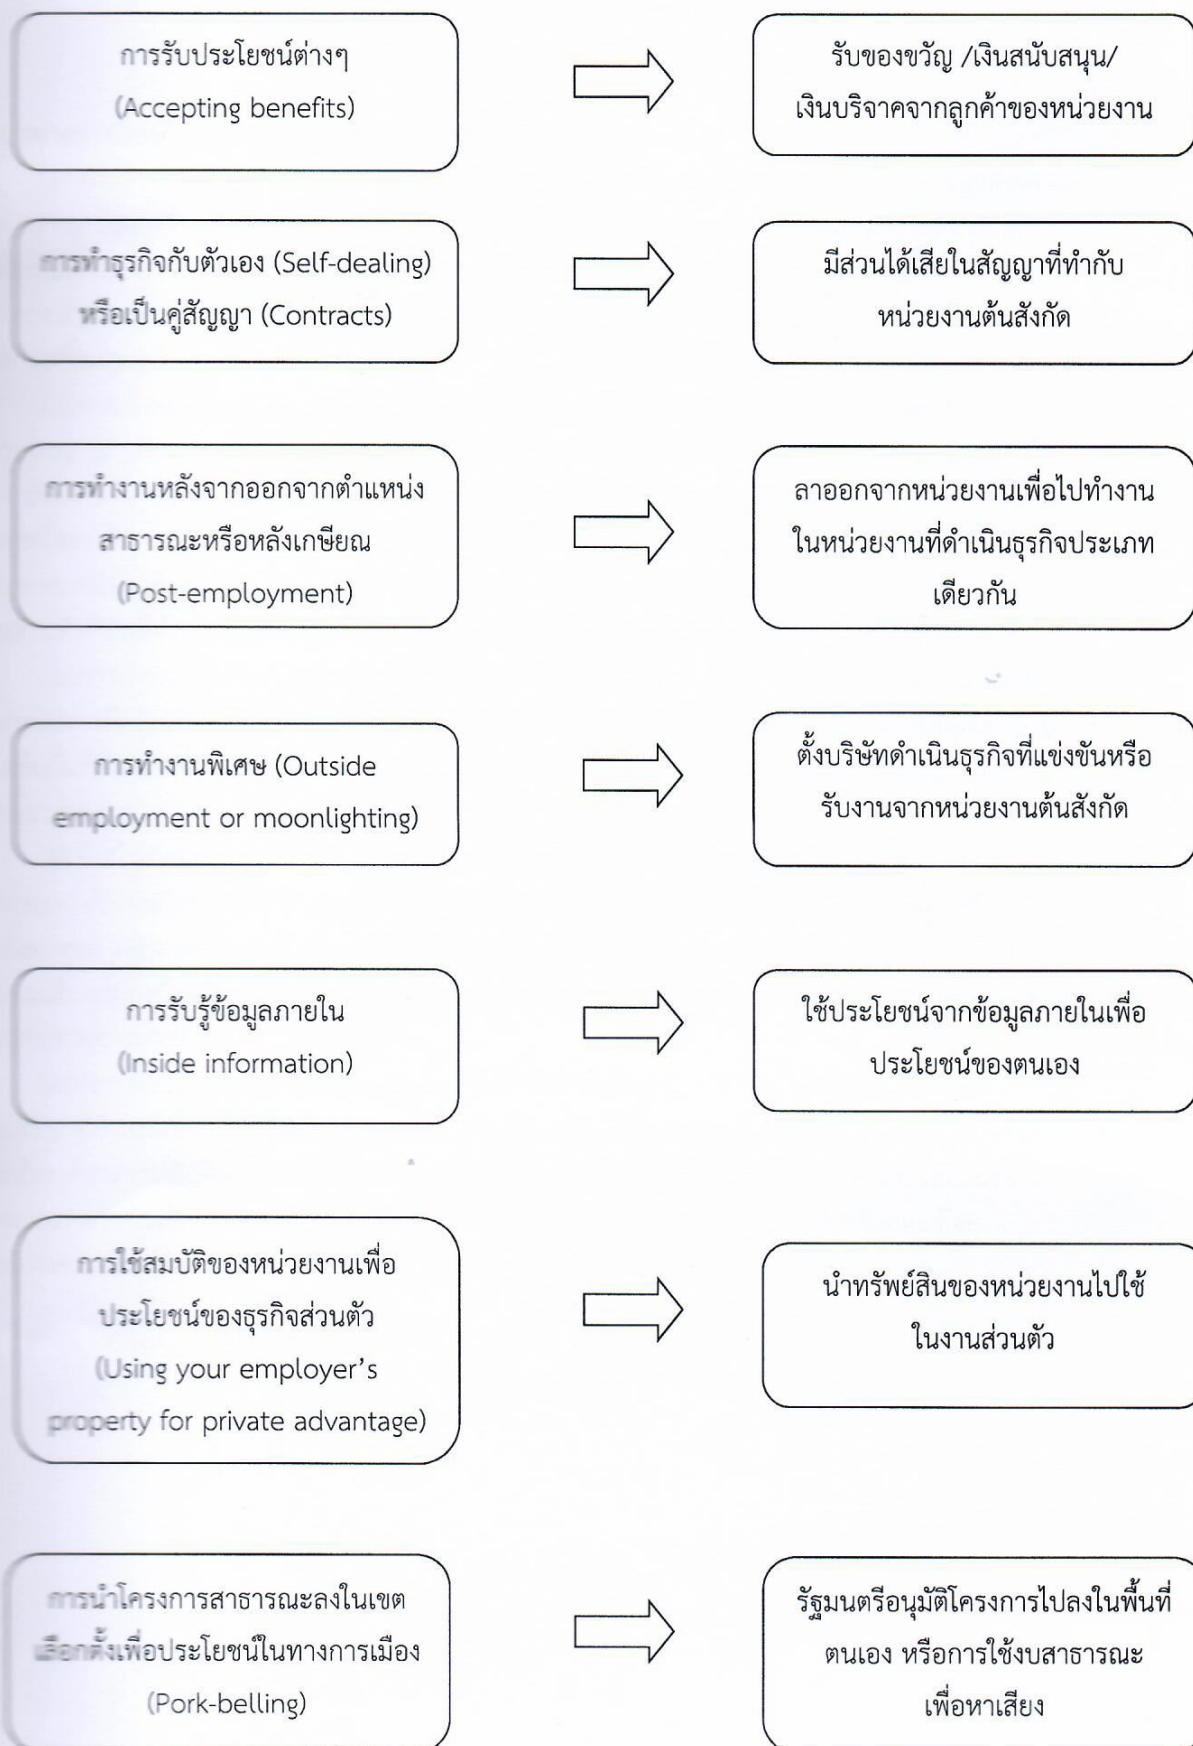 การรับประโยชน์ต่างๆ
(Accepting benefits)
รับของขวัญ /เงินสนับสนุน/
เงินบริจาคจากลูกค้าของหน่วยงาน
การทำธุรกิจกับตัวเอง (Self-dealing)
หรือเป็นคู่สัญญา (Contracts)
มีส่วนได้เสียในสัญญาที่ทำกับ
หน่วยงานต้นสังกัด
การทำงานหลังจากออกจากตำแหน่ง
สาธารณะหรือหลังเกษียณ
(Post-employment)
ลาออกจากหน่วยงานเพื่อไปทำงาน
ในหน่วยงานที่ดำเนินธุรกิจประเภท
เดียวกัน
การทำงานพิเศษ (Outside
employment or moonlighting)
ตั้งบริษัทดำเนินธุรกิจที่แข่งขันหรือ
รับงานจากหน่วยงานต้นสังกัด
การรับรู้ข้อมูลภายใน
(Inside information)
ใช้ประโยชน์จากข้อมูลภายในเพื่อ
ประโยชน์ของตนเอง
การใช้สมบัติของหน่วยงานเพื่อ
ประโยชน์ของธุรกิจส่วนตัว
(Using your employer's
property for private advantage)
นำทรัพย์สินของหน่วยงานไปใช้
ในงานส่วนตัว
การนำโครงการสาธารณะลงในเขต
เลือกตั้งเพื่อประโยชน์ในทางการเมือง
(Pork-belling)
รัฐมนตรีอนุมัติโครงการไปลงในพื้นที่
ตนเอง หรือการใช้งบสาธารณะ
เพื่อหาเสียง